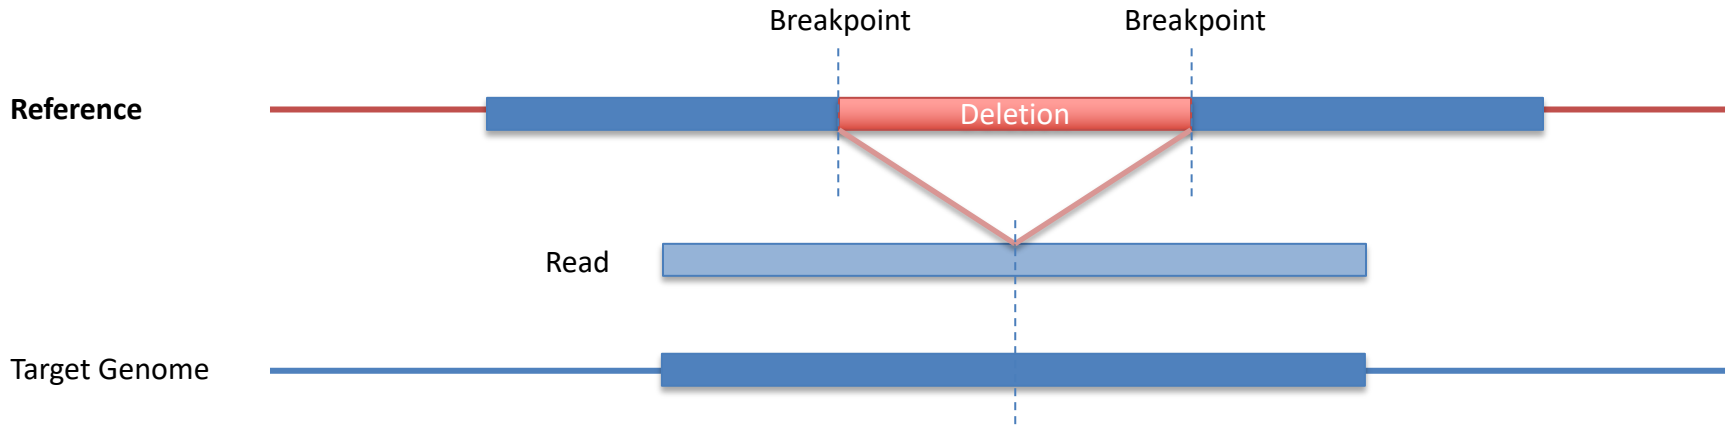 Breakpoint Breakpoint
Reference
Deletion
Read
Target Genome